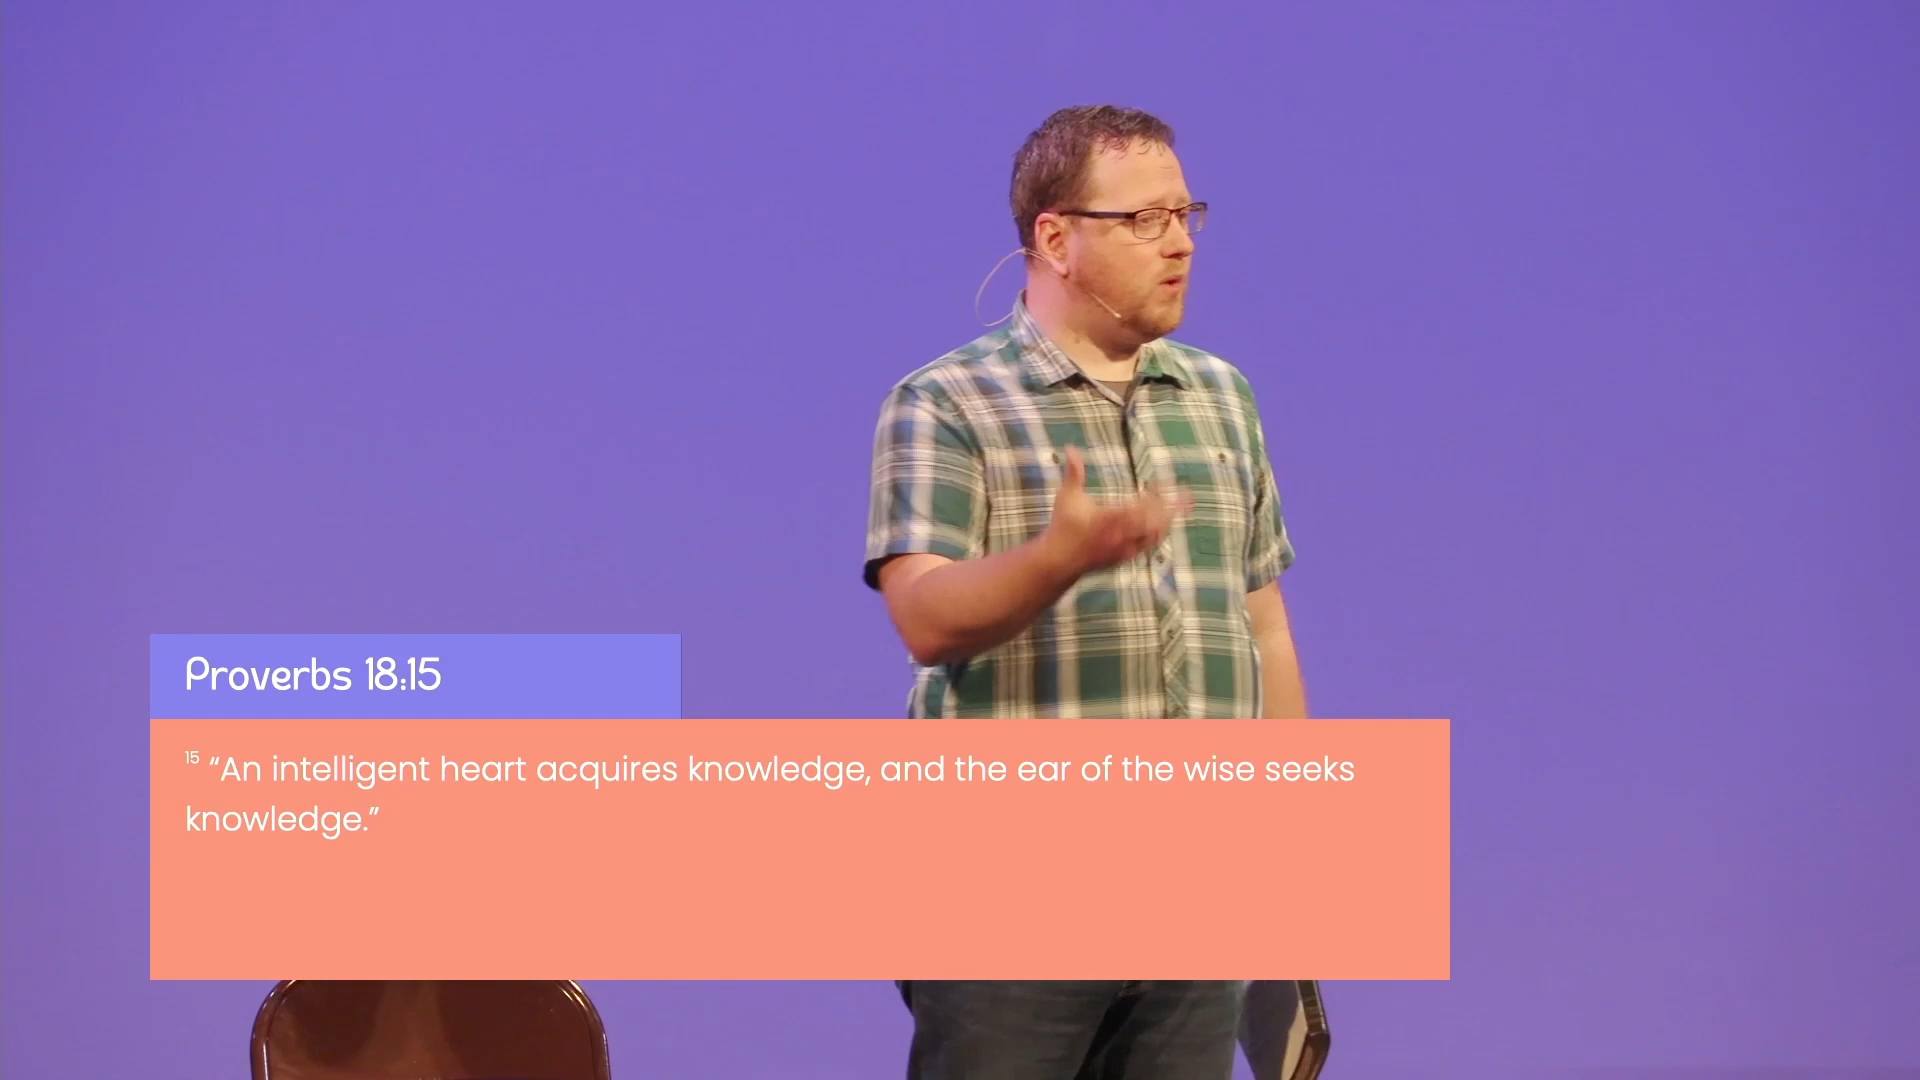 Proverbs 18:15
15 “An intelligent heart acquires knowledge, and the ear of the wise seeks
knowledge.”